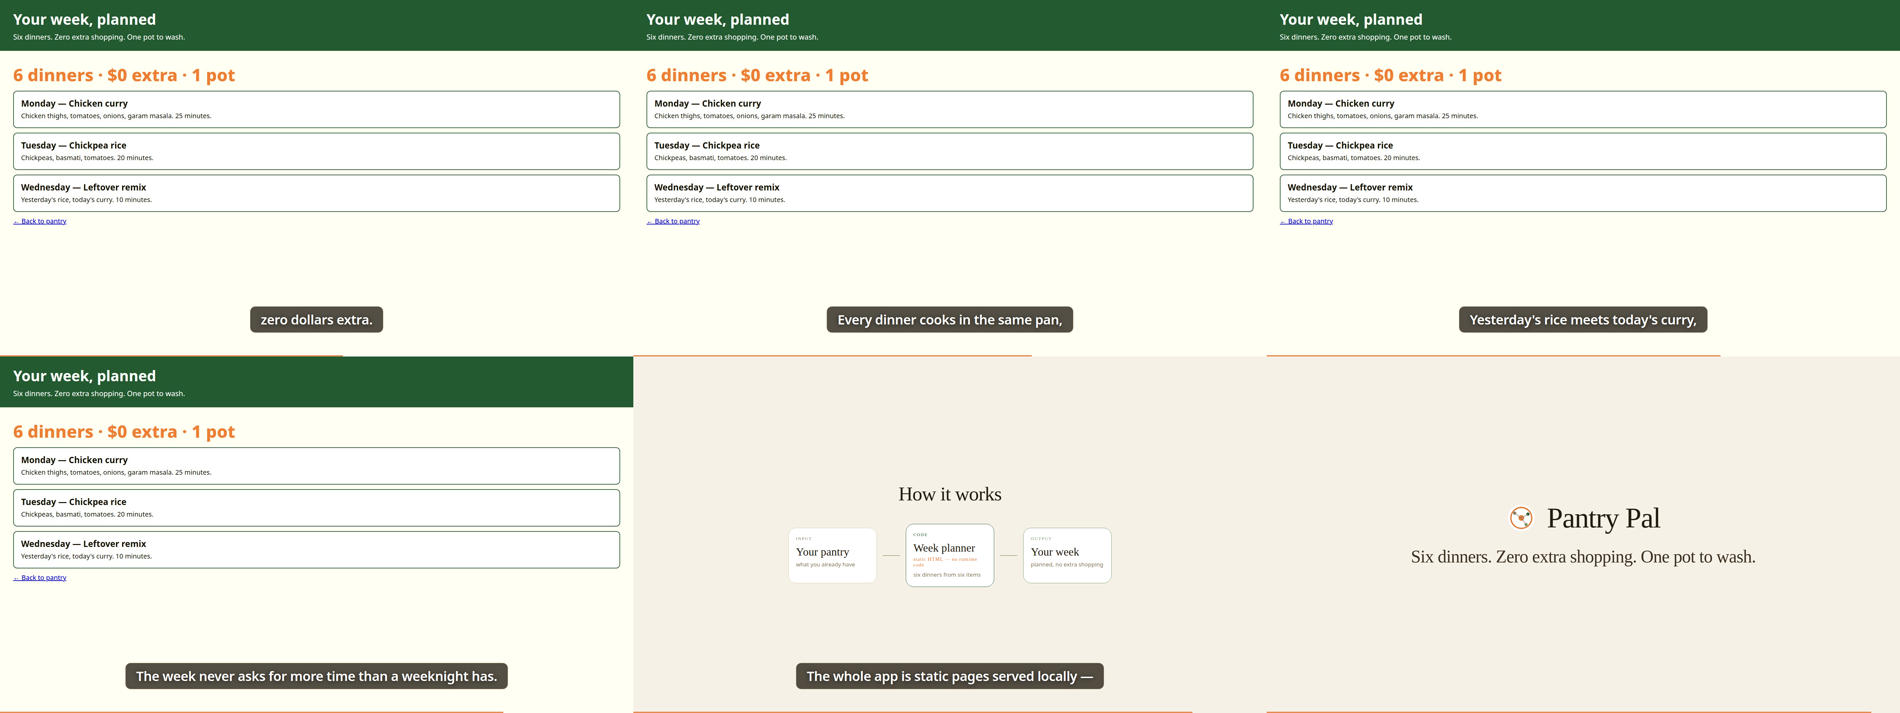 Your week, planned
Six dinners. Zero extra shopping. One pot to wash.
6 dinners · $0 extra · 1 pot
Monday — Chicken curry
Chicken thighs, tomatoes, onions, garam masala. 25 minutes.
Tuesday — Chickpea rice
Chickpeas, basmati, tomatoes. 20 minutes.
Wednesday — Leftover remix
Yesterday's rice, today's curry. 10 minutes.
← Back to pantry
zero dollars extra.
Your week, planned
Six dinners. Zero extra shopping. One pot to wash.
6 dinners · $0 extra · 1 pot
Monday — Chicken curry
Chicken thighs, tomatoes, onions, garam masala. 25 minutes.
Tuesday — Chickpea rice
Chickpeas, basmati, tomatoes. 20 minutes.
Wednesday — Leftover remix
Yesterday's rice, today's curry. 10 minutes.
← Back to pantry
Every dinner cooks in the same pan,
Your week, planned
Six dinners. Zero extra shopping. One pot to wash.
6 dinners · $0 extra · 1 pot
Monday — Chicken curry
Chicken thighs, tomatoes, onions, garam masala. 25 minutes.
Tuesday — Chickpea rice
Chickpeas, basmati, tomatoes. 20 minutes.
Wednesday — Leftover remix
Yesterday's rice, today's curry. 10 minutes.
← Back to pantry
Yesterday's rice meets today's curry,
Your week, planned
Six dinners. Zero extra shopping. One pot to wash.
6 dinners · $0 extra · 1 pot
Monday — Chicken curry
Chicken thighs, tomatoes, onions, garam masala. 25 minutes.
Tuesday — Chickpea rice
Chickpeas, basmati, tomatoes. 20 minutes.
Wednesday — Leftover remix
Yesterday's rice, today's curry. 10 minutes.
← Back to pantry
The week never asks for more time than a weeknight has.
How it works
INPUT
Your pantry
what you already have
CODE
Week planner
static HTML — no runtime
code
six dinners from six items
OUTPUT
Your week
planned, no extra shopping
The whole app is static pages served locally —
Pantry Pal
Six dinners. Zero extra shopping. One pot to wash.